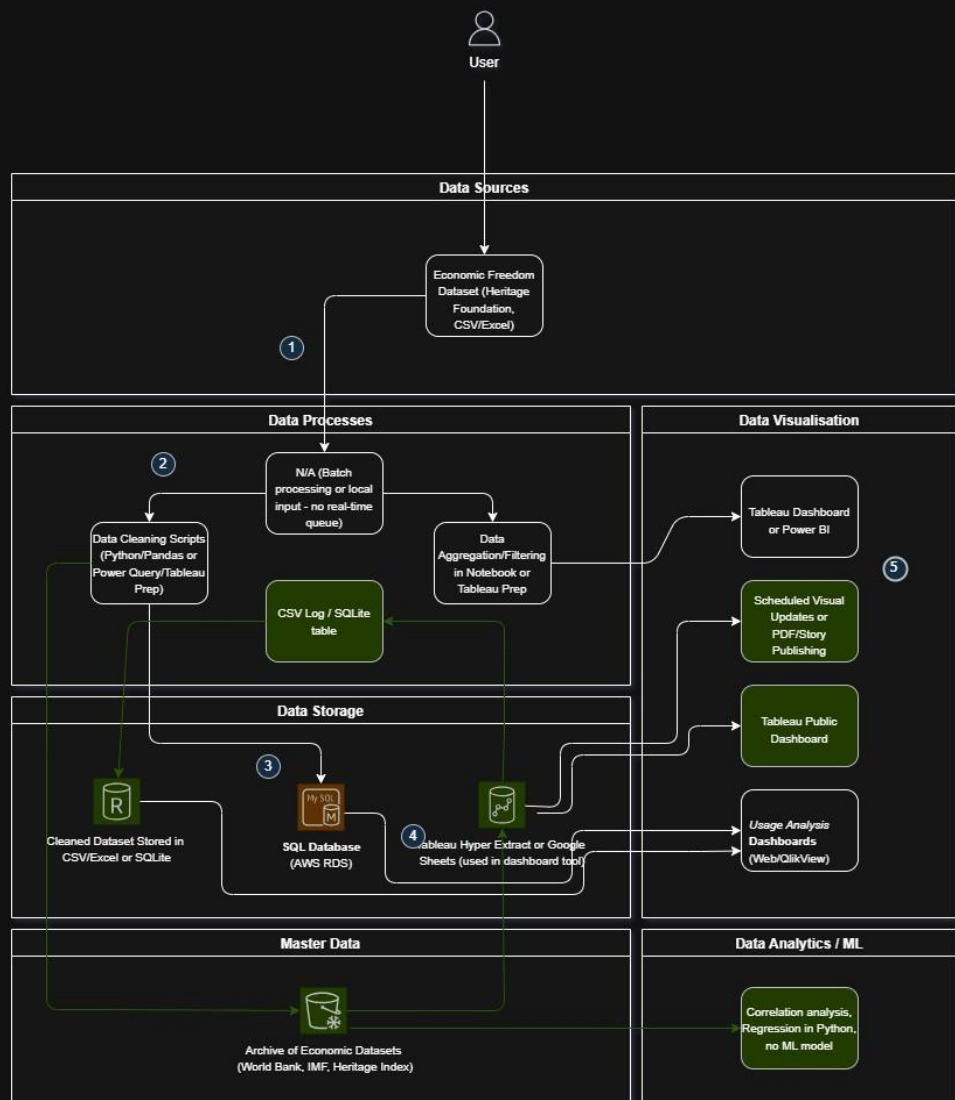 User
Data Sources
Economic Freedom
Dataset (Heritage
Foundation,
CSV/Excel)
1
Data Processes
Data Visualisation
2
N/A (Batch
processing or local
input - no real-time
queue)
Data Cleaning Scripts
(Python/Pandas or
Power Query/Tableau
Prep)
Data
Aggregation/Filtering
in Notebook or
Tableau Prep
Tableau Dashboard
or Power BI
5
CSV Log / SQLite
table
Scheduled Visual
Updates or
PDF/Story
Publishing
Data Storage
Tableau Public
Dashboard
3
R
My SQL
M
4
Cleaned Dataset Stored in
CSV/Excel or SQLite
SQL Database
(AWS RDS)
Tableau Hyper Extract or Google
Sheets (used in dashboard tool)
Usage Analysis
Dashboards
(Web/QlikView)
Master Data
Data Analytics / ML
Archive of Economic Datasets
(World Bank, IMF, Heritage Index)
Correlation analysis,
Regression in Python,
no ML model